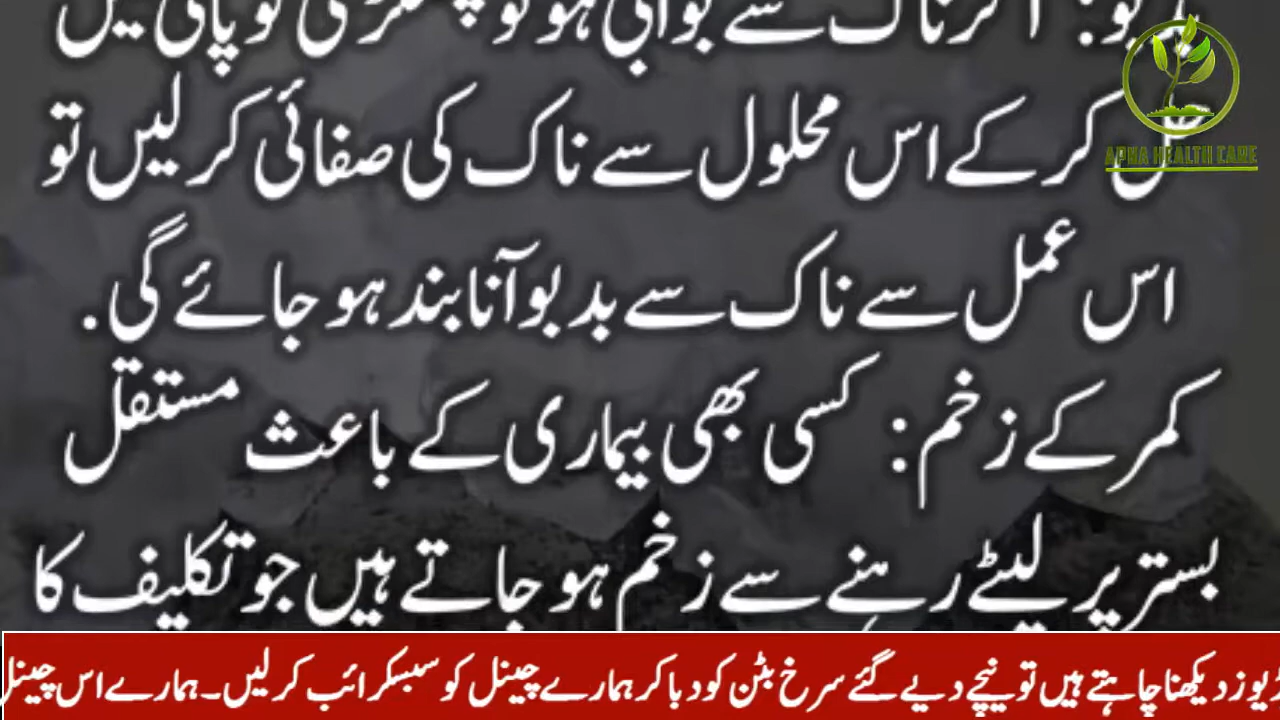 بو: اگر ناک سے بو آتی ہو تو پھٹکڑی کو پانی میں
حل کر کے اس محلول سے ناک کی صفائی کر لیں تو
اس عمل سے ناک سے بدبو آنا بند ہو جائے گی.
کمر کے زخم: کسی بھی بیماری کے باعث مستقل
بستر پر لیٹے رہنے سے زخم ہو جاتے ہیں جو تکلیف کا
دیکھنا چاہتے ہیں تو نیچے دیے گئے سرخ بٹن کو دبا کر ہمارے چینل کو سبسکرائب کر لیں۔ ہمارے اس چینل
APNA HEALTH CARE